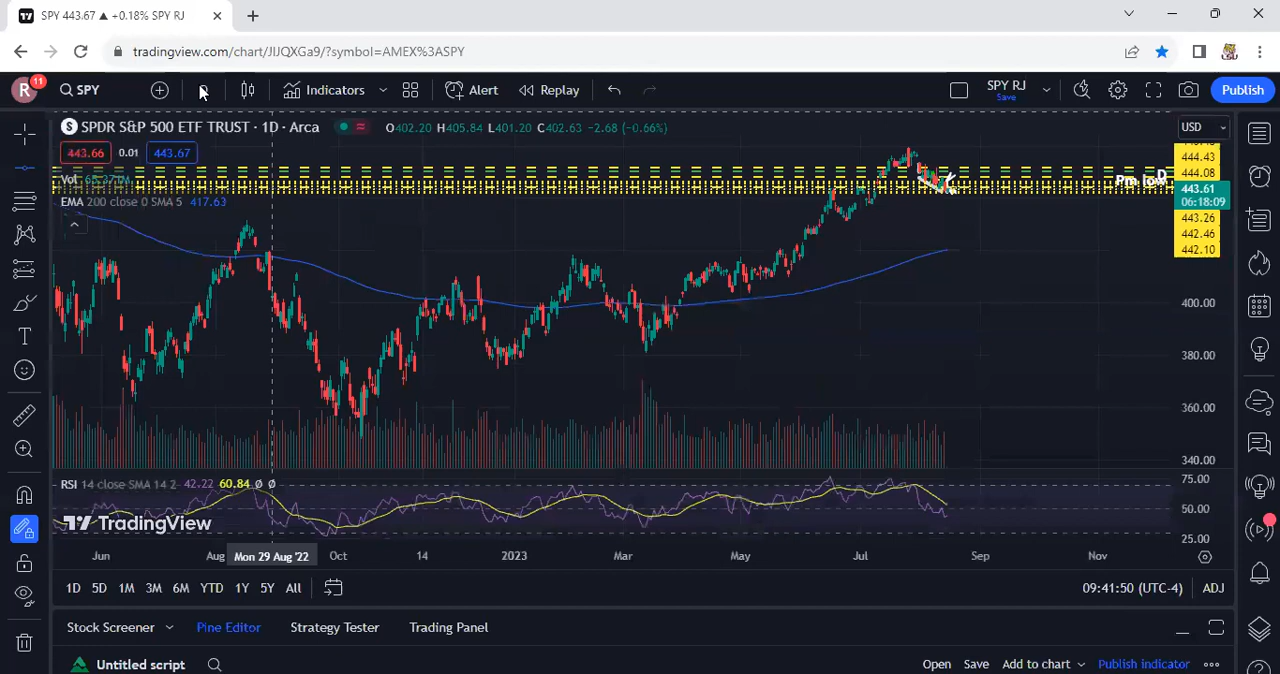 SPY 443.67 ▲ +0.18% SPY RJ
tradingview.com/chart/JIJQXGa9/?symbol=AMEX%3ASPY
R 11 SPY Indicators Alert Replay SPY RJ Save Publish
S SPDR S&P 500 ETF TRUST · 1D · Arca O402.20 H405.84 L401.20 C402.63 -2.68 (-0.66%) USD
443.66 0.01 443.67
444.43
444.08
Vol
Pm low
443.61
06:18:09
EMA 200 close 0 SMA 5 417.63
443.26
442.46
442.10
400.00
380.00
360.00
340.00
RSI 14 close SMA 14 2 42.22 60.84 Ø Ø
75.00
50.00
25.00
TradingView
Jun Aug Mon 29 Aug '22 Oct 14 2023 Mar May Jul Sep Nov
1D 5D 1M 3M 6M YTD 1Y 5Y All 09:41:50 (UTC-4) ADJ
Stock Screener Pine Editor Strategy Tester Trading Panel
Untitled script Open Save Add to chart Publish indicator